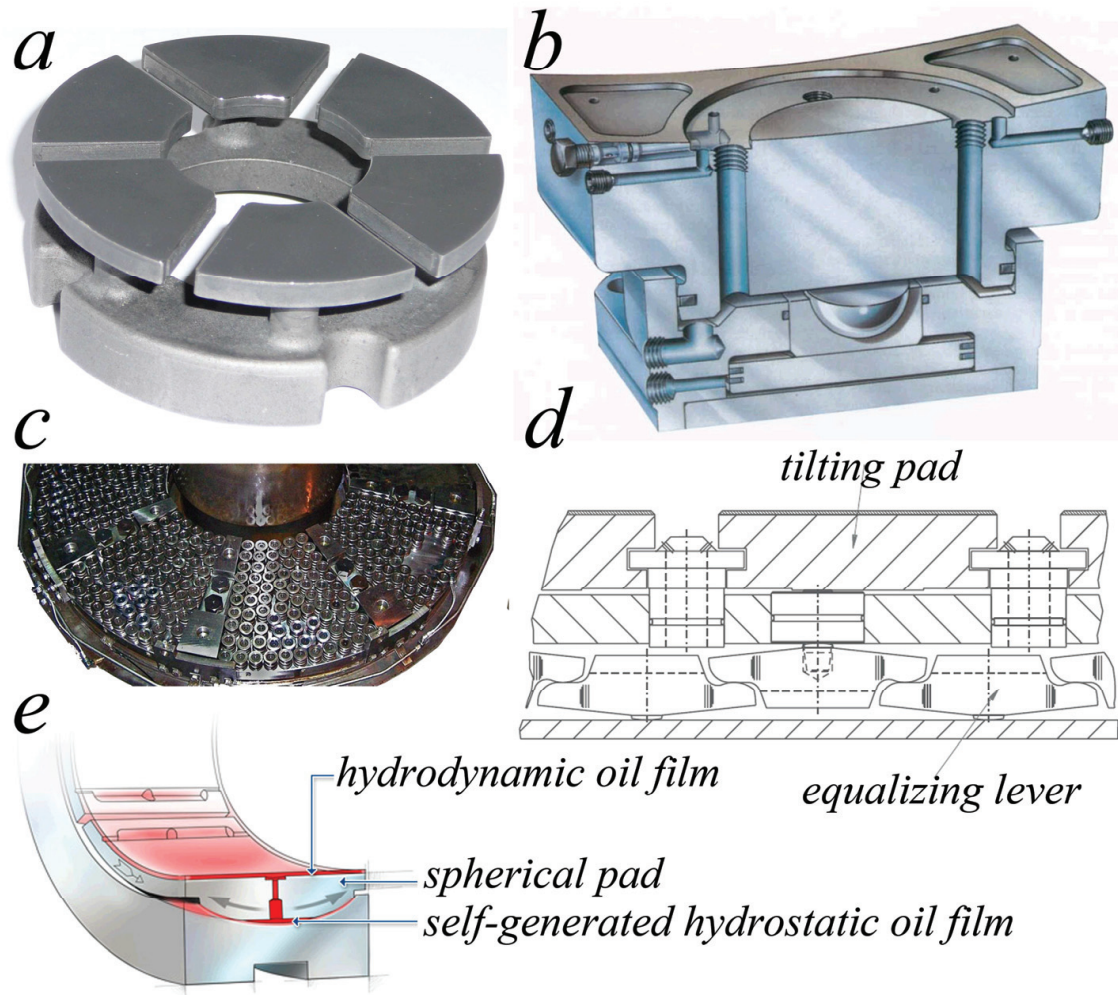 a
b
c
d
tilting pad
equalizing lever
e
hydrodynamic oil film
spherical pad
self-generated hydrostatic oil film